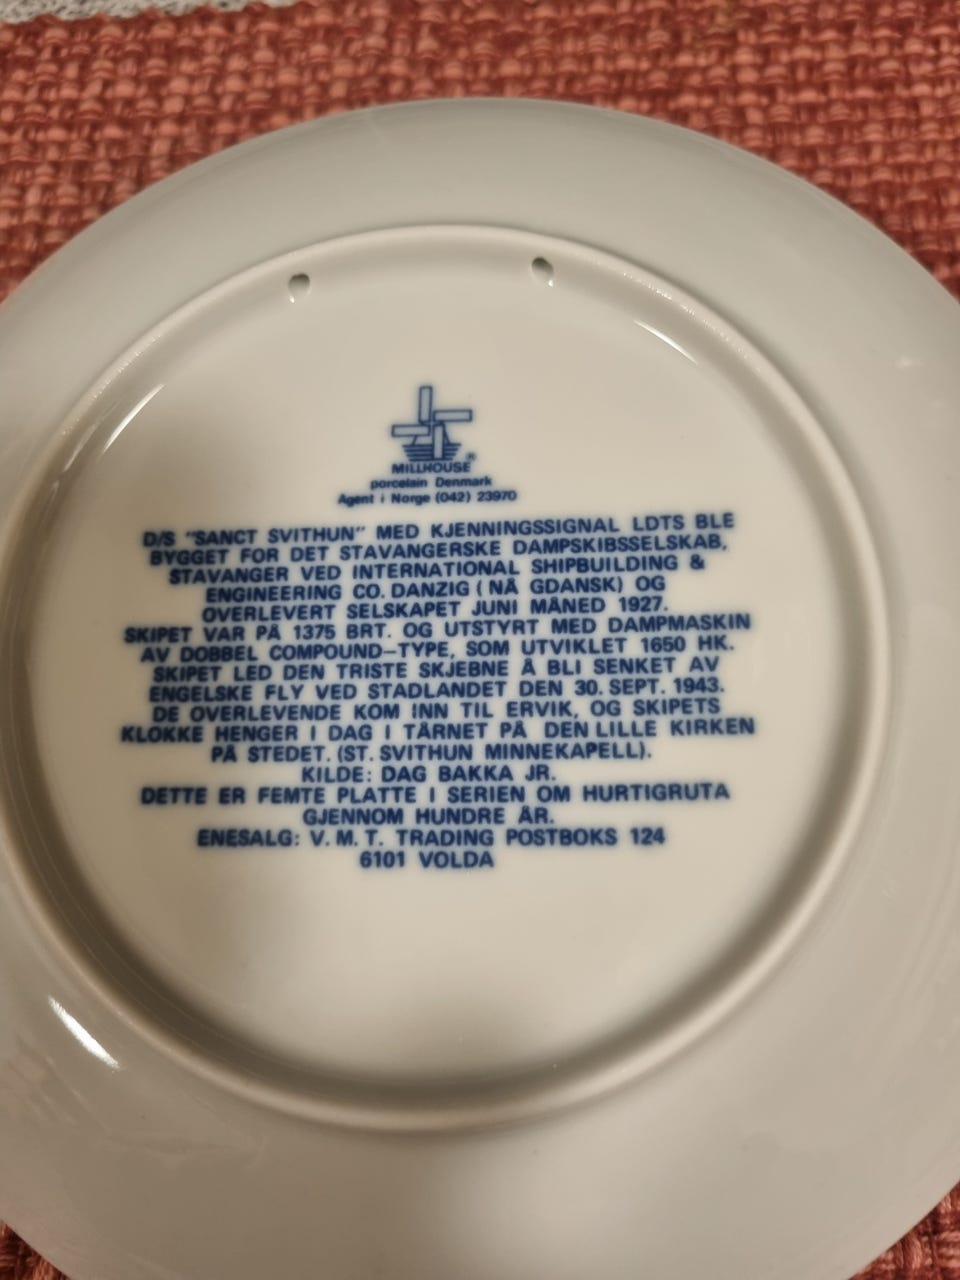 MILLHOUSE ®
porcelain Denmark
Agent i Norge (042) 23970
D/S "SANCT SVITHUN" MED KJENNINGSSIGNAL LDTS BLE
BYGGET FOR DET STAVANGERSKE DAMPSKIBSSELSKAB,
STAVANGER VED INTERNATIONAL SHIPBUILDING &
ENGINEERING CO. DANZIG ( NÅ GDANSK) OG
OVERLEVERT SELSKAPET JUNI MÅNED 1927.
SKIPET VAR PÅ 1375 BRT. OG UTSTYRT MED DAMPMASKIN
AV DOBBEL COMPOUND–TYPE, SOM UTVIKLET 1650 HK.
SKIPET LED DEN TRISTE SKJEBNE Å BLI SENKET AV
ENGELSKE FLY VED STADLANDET DEN 30. SEPT. 1943.
DE OVERLEVENDE KOM INN TIL ERVIK, OG SKIPETS
KLOKKE HENGER I DAG I TÅRNET PÅ DEN LILLE KIRKEN
PÅ STEDET. (ST. SVITHUN MINNEKAPELL).
KILDE: DAG BAKKA JR.
DETTE ER FEMTE PLATTE I SERIEN OM HURTIGRUTA
GJENNOM HUNDRE ÅR.
ENESALG: V. M. T. TRADING POSTBOKS 124
6101 VOLDA